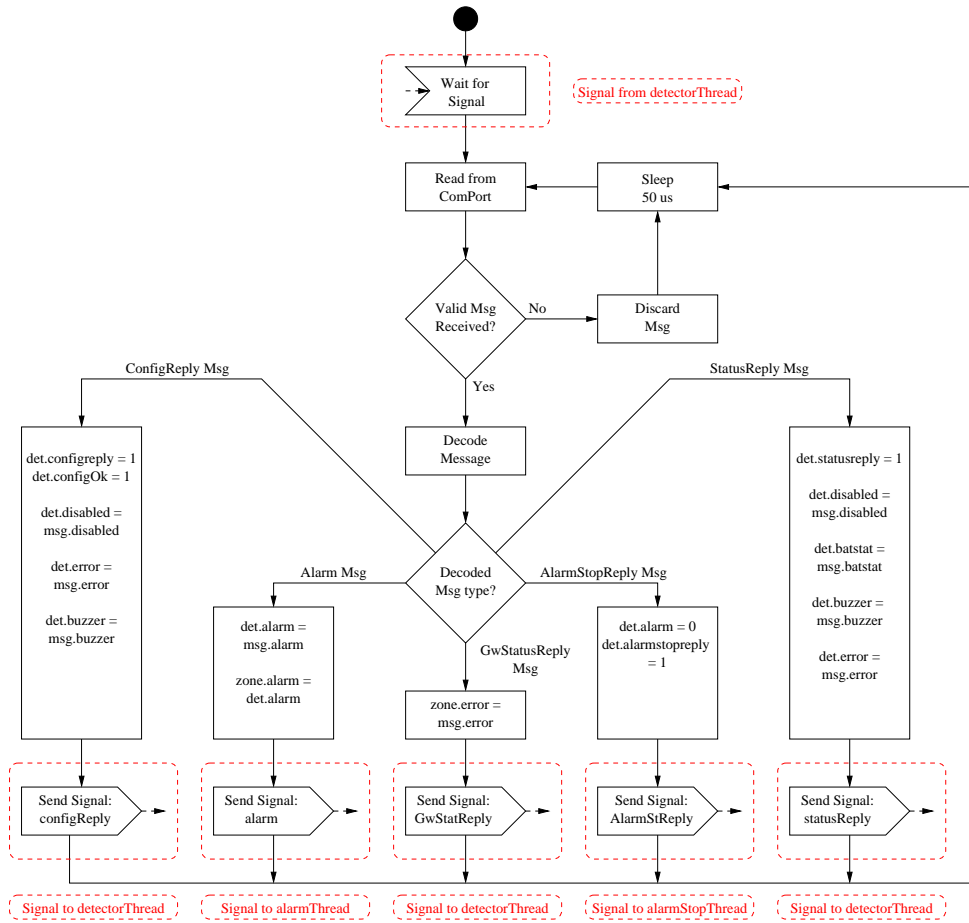 Wait for
Signal
Signal from detectorThread
Read from
ComPort
Sleep
50 us
Valid Msg
Received?
No
Discard
Msg
Yes
ConfigReply Msg
StatusReply Msg
Decode
Message
det.configreply = 1
det.configOk = 1
det.disabled =
msg.disabled
det.error =
msg.error
det.buzzer =
msg.buzzer
Alarm Msg
Decoded
Msg type?
AlarmStopReply Msg
det.alarm =
msg.alarm
zone.alarm =
det.alarm
GwStatusReply
Msg
zone.error =
msg.error
det.alarm = 0
det.alarmstopreply
= 1
det.statusreply = 1
det.disabled =
msg.disabled
det.batstat =
msg.batstat
det.buzzer =
msg.buzzer
det.error =
msg.error
Send Signal:
configReply
Send Signal:
alarm
Send Signal:
GwStatReply
Send Signal:
AlarmStReply
Send Signal:
statusReply
Signal to detectorThread
Signal to alarmThread
Signal to detectorThread
Signal to alarmStopThread
Signal to detectorThread